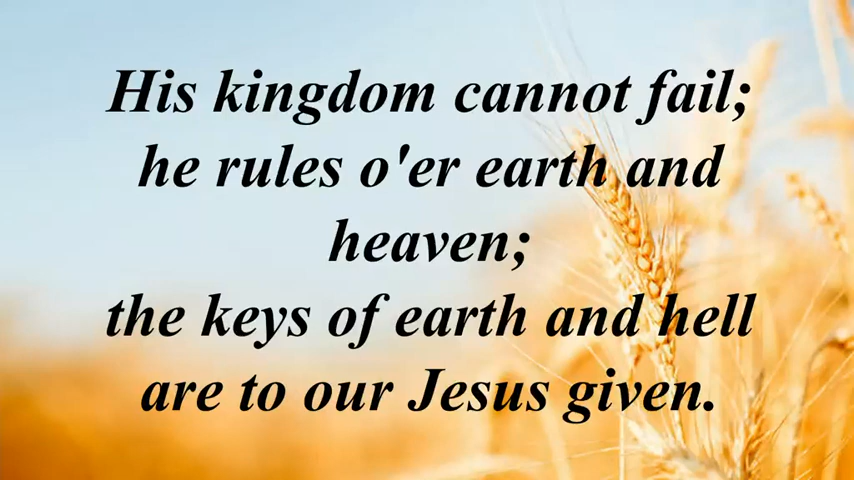 His kingdom cannot fail;
he rules o'er earth and
heaven;
the keys of earth and hell
are to our Jesus given.